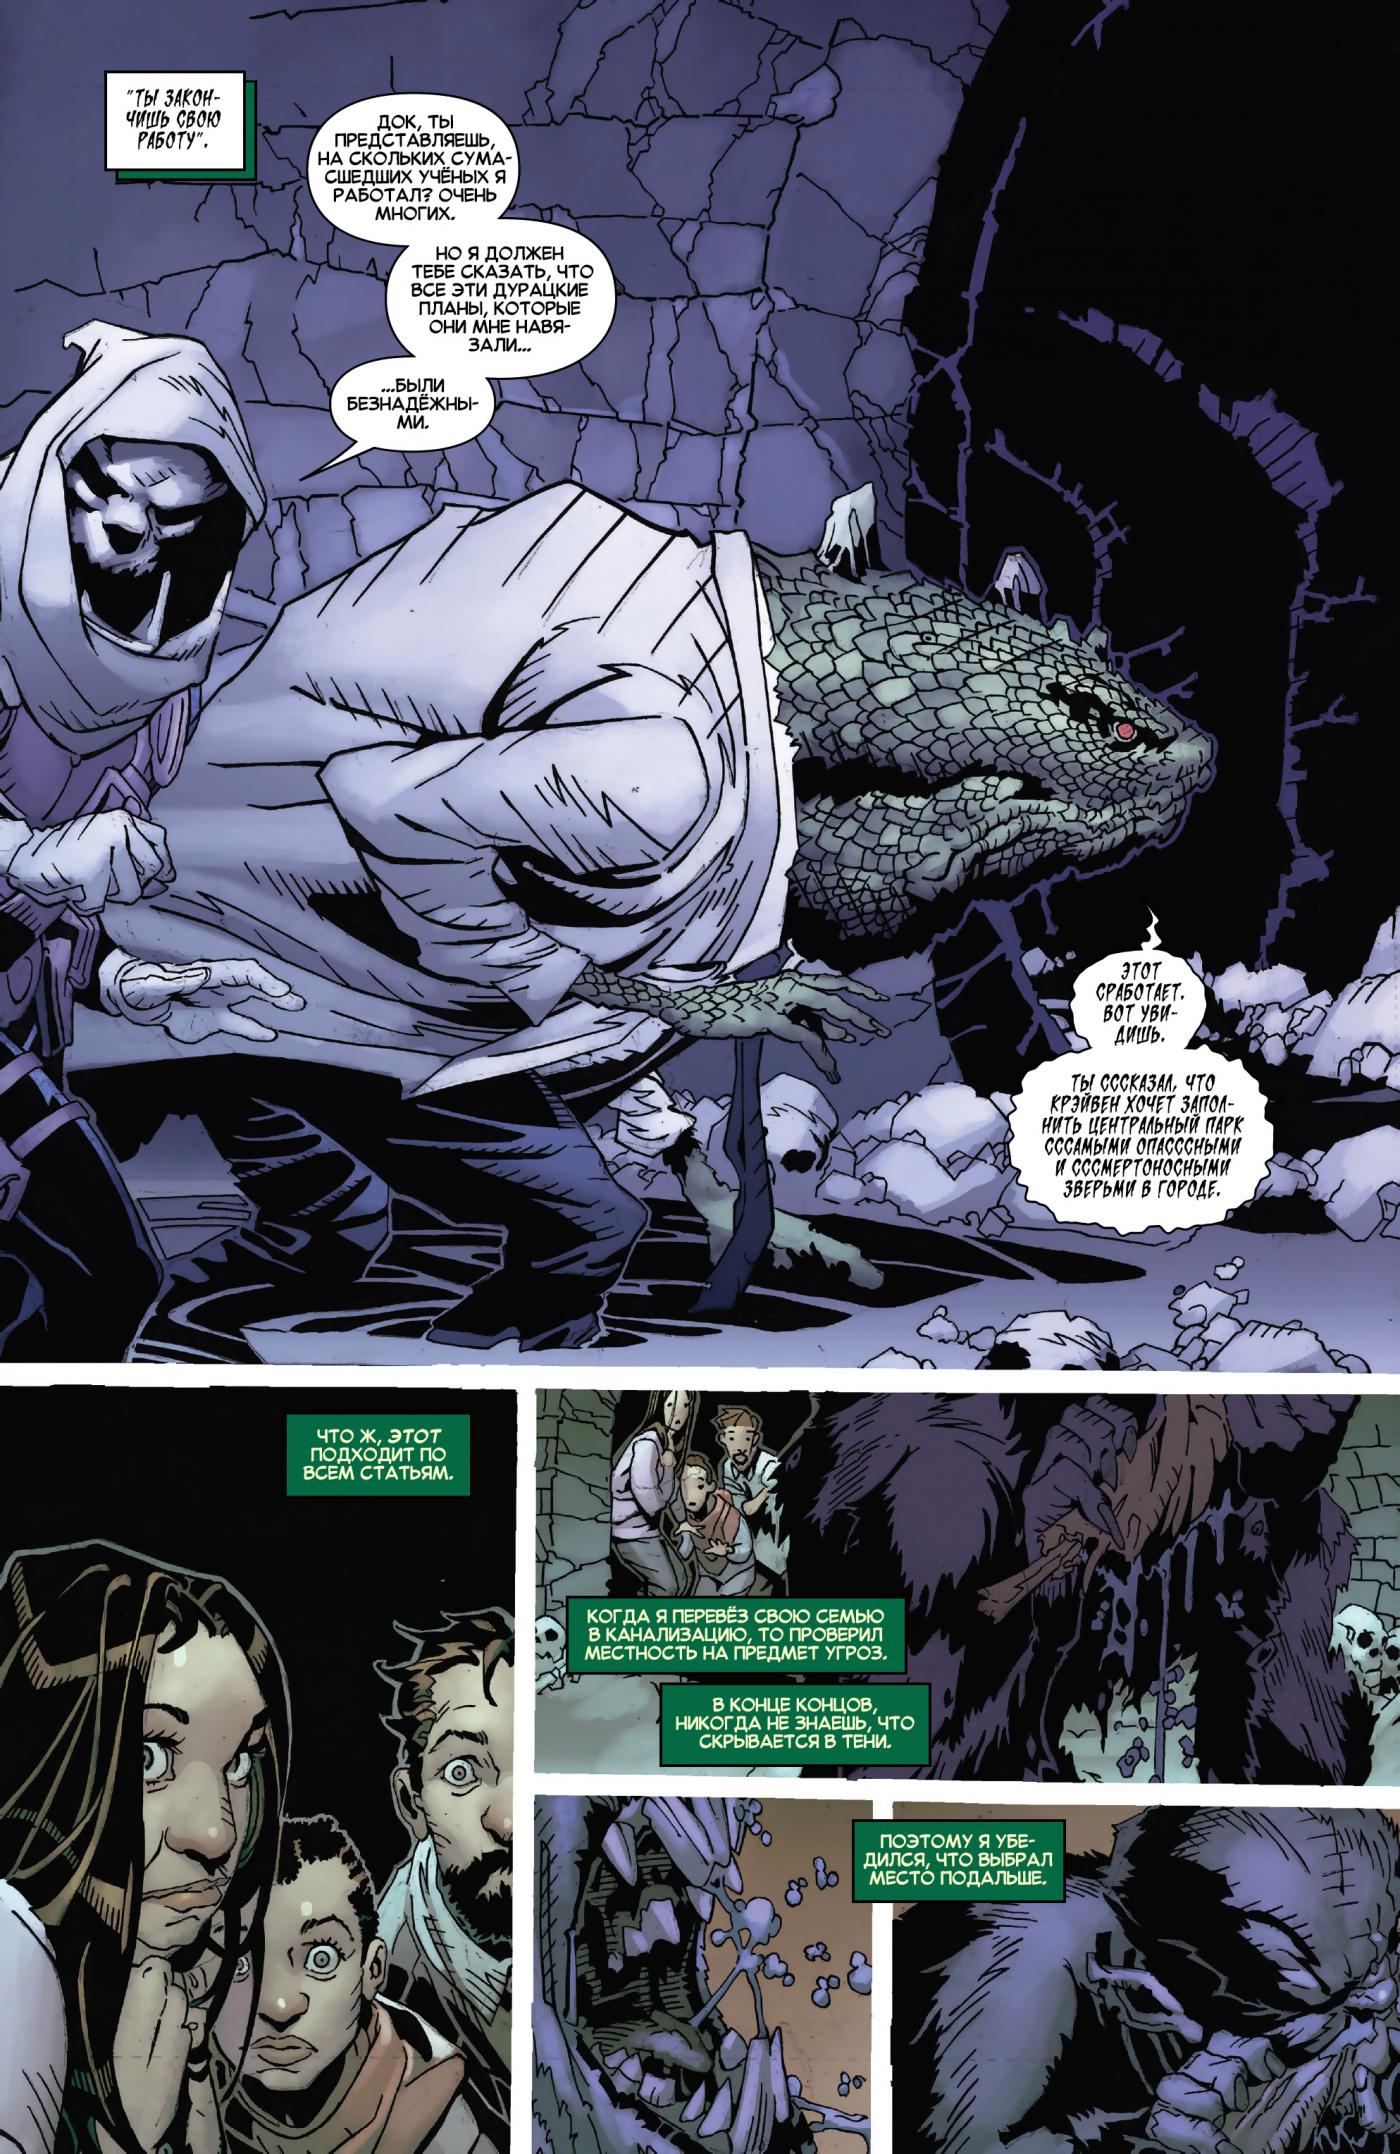 "ТЫ ЗАКОН-
ЧИШЬ СВОЮ
РАБОТУ".
ДОК, ТЫ
ПРЕДСТАВЛЯЕШЬ,
НА СКОЛЬКИХ СУМА-
СШЕДШИХ УЧЁНЫХ Я
РАБОТАЛ? ОЧЕНЬ
МНОГИХ.
НО Я ДОЛЖЕН
ТЕБЕ СКАЗАТЬ, ЧТО
ВСЕ ЭТИ ДУРАЦКИЕ
ПЛАНЫ, КОТОРЫЕ
ОНИ МНЕ НАВЯ-
ЗАЛИ...
...БЫЛИ
БЕЗНАДЁЖНЫ-
МИ.
ЭТОТ
СРАБОТАЕТ.
ВОТ УВИ-
ДИШЬ.
ТЫ СССКАЗАЛ, ЧТО
КРЭЙВЕН ХОЧЕТ ЗАПОЛ-
НИТЬ ЦЕНТРАЛЬНЫЙ ПАРК
СССАМЫМИ ОПАСССНЫМИ
И СССМЕРТОНОСНЫМИ
ЗВЕРЬМИ В ГОРОДЕ.
ЧТО Ж, ЭТОТ
ПОДХОДИТ ПО
ВСЕМ СТАТЬЯМ.
КОГДА Я ПЕРЕВЁЗ СВОЮ СЕМЬЮ
В КАНАЛИЗАЦИЮ, ТО ПРОВЕРИЛ
МЕСТНОСТЬ НА ПРЕДМЕТ УГРОЗ.
В КОНЦЕ КОНЦОВ,
НИКОГДА НЕ ЗНАЕШЬ, ЧТО
СКРЫВАЕТСЯ В ТЕНИ.
ПОЭТОМУ Я УБЕ-
ДИЛСЯ, ЧТО ВЫБРАЛ
МЕСТО ПОДАЛЬШЕ.